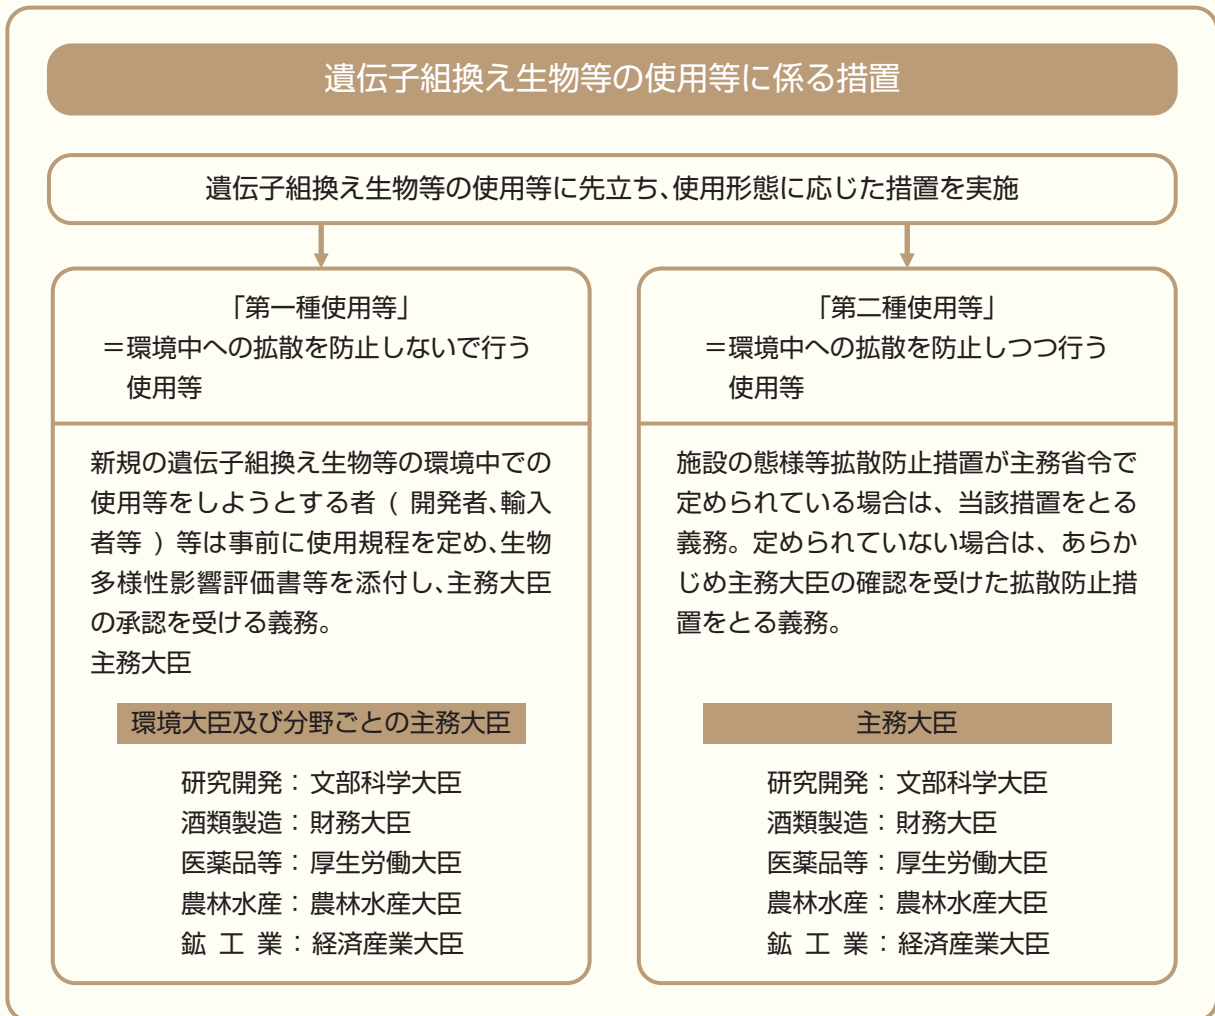 遺伝子組換え生物等の使用等に係る措置
遺伝子組換え生物等の使用等に先立ち、使用形態に応じた措置を実施
「第一種使用等」
＝環境中への拡散を防止しないで行う
使用等
新規の遺伝子組換え生物等の環境中での
使用等をしようとする者 ( 開発者、輸入
者等 ) 等は事前に使用規程を定め、生物
多様性影響評価書等を添付し、主務大臣
の承認を受ける義務。
主務大臣
環境大臣及び分野ごとの主務大臣
研究開発：文部科学大臣
酒類製造：財務大臣
医薬品等：厚生労働大臣
農林水産：農林水産大臣
鉱 工 業：経済産業大臣
「第二種使用等」
＝環境中への拡散を防止しつつ行う
使用等
施設の態様等拡散防止措置が主務省令で
定められている場合は、当該措置をとる
義務。定められていない場合は、あらか
じめ主務大臣の確認を受けた拡散防止措
置をとる義務。
主務大臣
研究開発：文部科学大臣
酒類製造：財務大臣
医薬品等：厚生労働大臣
農林水産：農林水産大臣
鉱 工 業：経済産業大臣